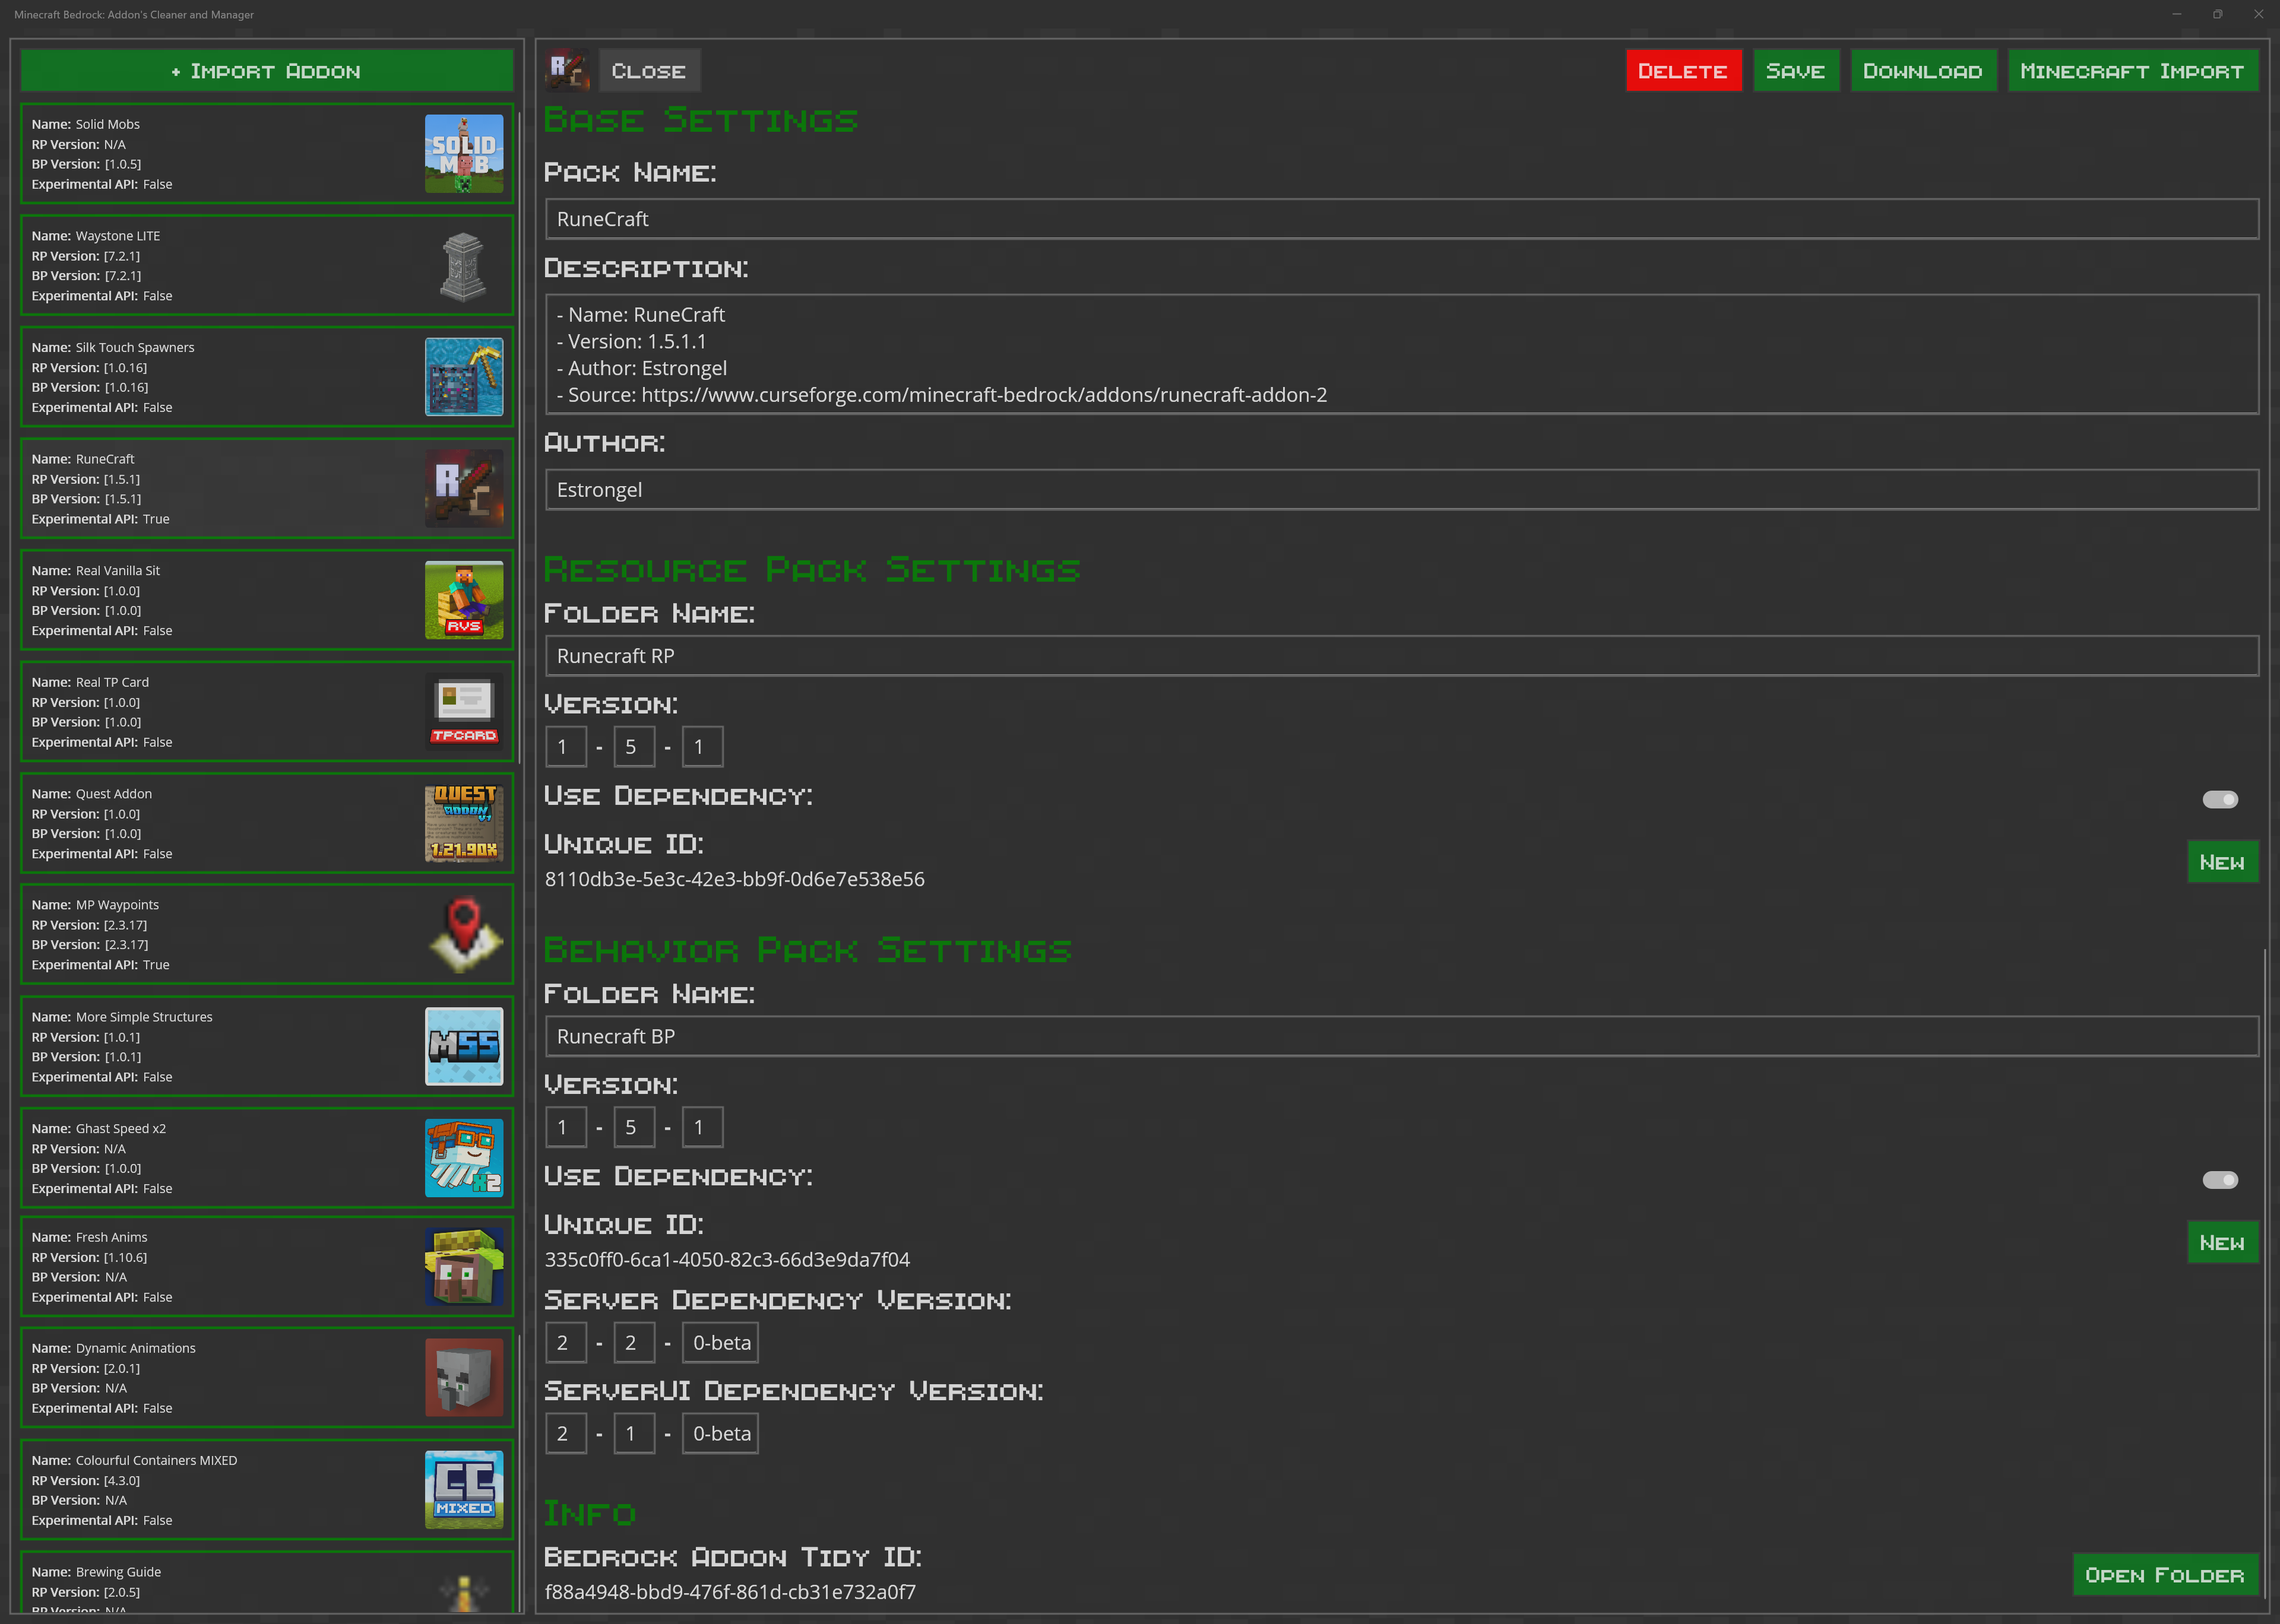 Minecraft Bedrock: Addon's Cleaner and Manager
+ Import Addon
Name: Solid Mobs
RP Version: N/A
BP Version: [1.0.5]
Experimental API: False
SOLID
M B
Name: Waystone LITE
RP Version: [7.2.1]
BP Version: [7.2.1]
Experimental API: False
Name: Silk Touch Spawners
RP Version: [1.0.16]
BP Version: [1.0.16]
Experimental API: False
Name: RuneCraft
RP Version: [1.5.1]
BP Version: [1.5.1]
Experimental API: True
R C
Name: Real Vanilla Sit
RP Version: [1.0.0]
BP Version: [1.0.0]
Experimental API: False
RVS
Name: Real TP Card
RP Version: [1.0.0]
BP Version: [1.0.0]
Experimental API: False
TPCARD
Name: Quest Addon
RP Version: [1.0.0]
BP Version: [1.0.0]
Experimental API: False
QUEST
ADDON
1.21.90X
Name: MP Waypoints
RP Version: [2.3.17]
BP Version: [2.3.17]
Experimental API: True
Name: More Simple Structures
RP Version: [1.0.1]
BP Version: [1.0.1]
Experimental API: False
MSS
Name: Ghast Speed x2
RP Version: N/A
BP Version: [1.0.0]
Experimental API: False
X2
Name: Fresh Anims
RP Version: [1.10.6]
BP Version: N/A
Experimental API: False
Name: Dynamic Animations
RP Version: [2.0.1]
BP Version: N/A
Experimental API: False
Name: Colourful Containers MIXED
RP Version: [4.3.0]
BP Version: N/A
Experimental API: False
CC
MIXED
Name: Brewing Guide
RP Version: [2.0.5]
BP Version: N/A
R C
Close
Delete
Save
Download
Minecraft Import
Base Settings
Pack Name:
RuneCraft
Description:
- Name: RuneCraft
- Version: 1.5.1.1
- Author: Estrongel
- Source: https://www.curseforge.com/minecraft-bedrock/addons/runecraft-addon-2
Author:
Estrongel
Resource Pack Settings
Folder Name:
Runecraft RP
Version:
1 - 5 - 1
Use Dependency:
Unique ID:
8110db3e-5e3c-42e3-bb9f-0d6e7e538e56
New
Behavior Pack Settings
Folder Name:
Runecraft BP
Version:
1 - 5 - 1
Use Dependency:
Unique ID:
335c0ff0-6ca1-4050-82c3-66d3e9da7f04
New
Server Dependency Version:
2 - 2 - 0-beta
ServerUI Dependency Version:
2 - 1 - 0-beta
Info
Bedrock Addon Tidy ID:
f88a4948-bbd9-476f-861d-cb31e732a0f7
Open Folder